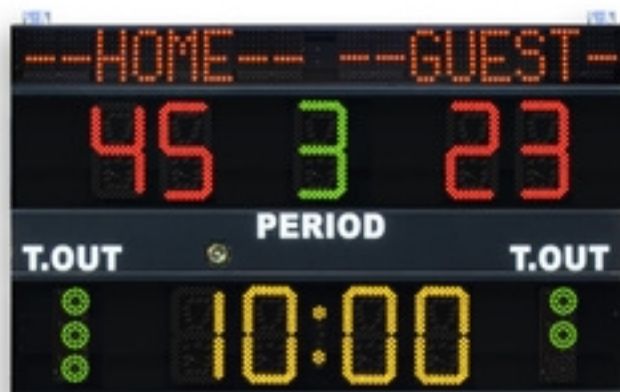 --HOME-- --GUEST-
45 3 23
PERIOD
T.OUT T.OUT
10:00